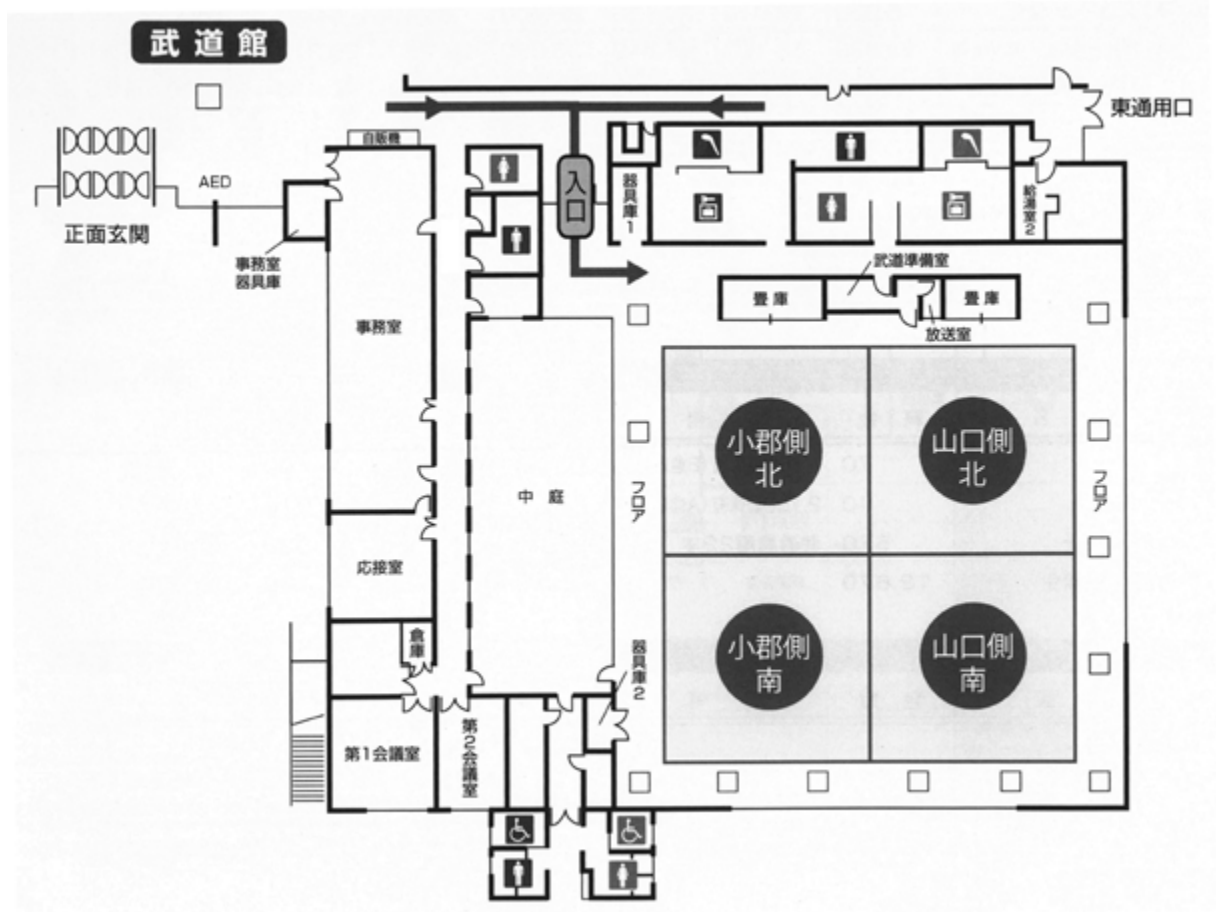 武道館
東通用口
自販機
AED
入口
器具庫1
給湯室2
正面玄関
事務室
器具庫
武道準備室
畳庫
畳庫
放送室
事務室
小郡側
北
山口側
北
フロア
フロア
中庭
応接室
倉庫
小郡側
南
山口側
南
器具庫2
第1会議室
第2会議室